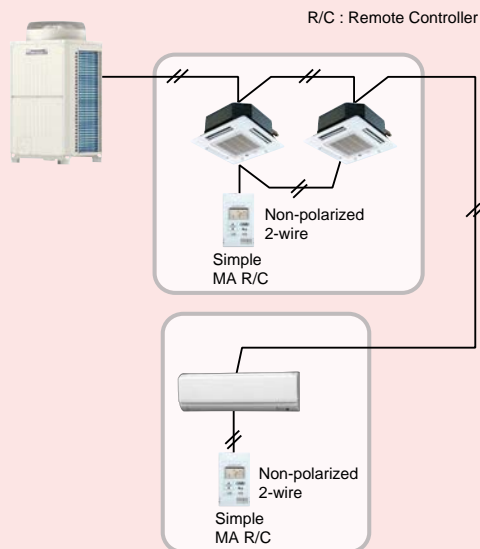 R/C : Remote Controller
Non-polarized
2-wire
Simple
MA R/C
Non-polarized
2-wire
Simple
MA R/C